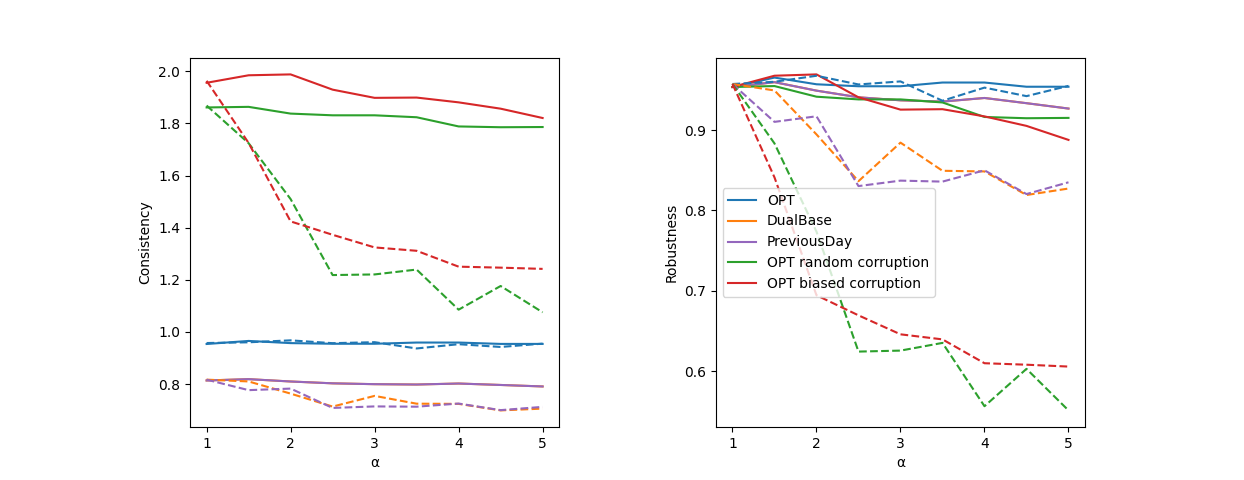 2.0
1.8
1.6
1.4
1.2
1.0
0.8
Consistency
1
2
3
4
5
α
0.9
0.8
0.7
0.6
Robustness
OPT
DualBase
PreviousDay
OPT random corruption
OPT biased corruption
1
2
3
4
5
α